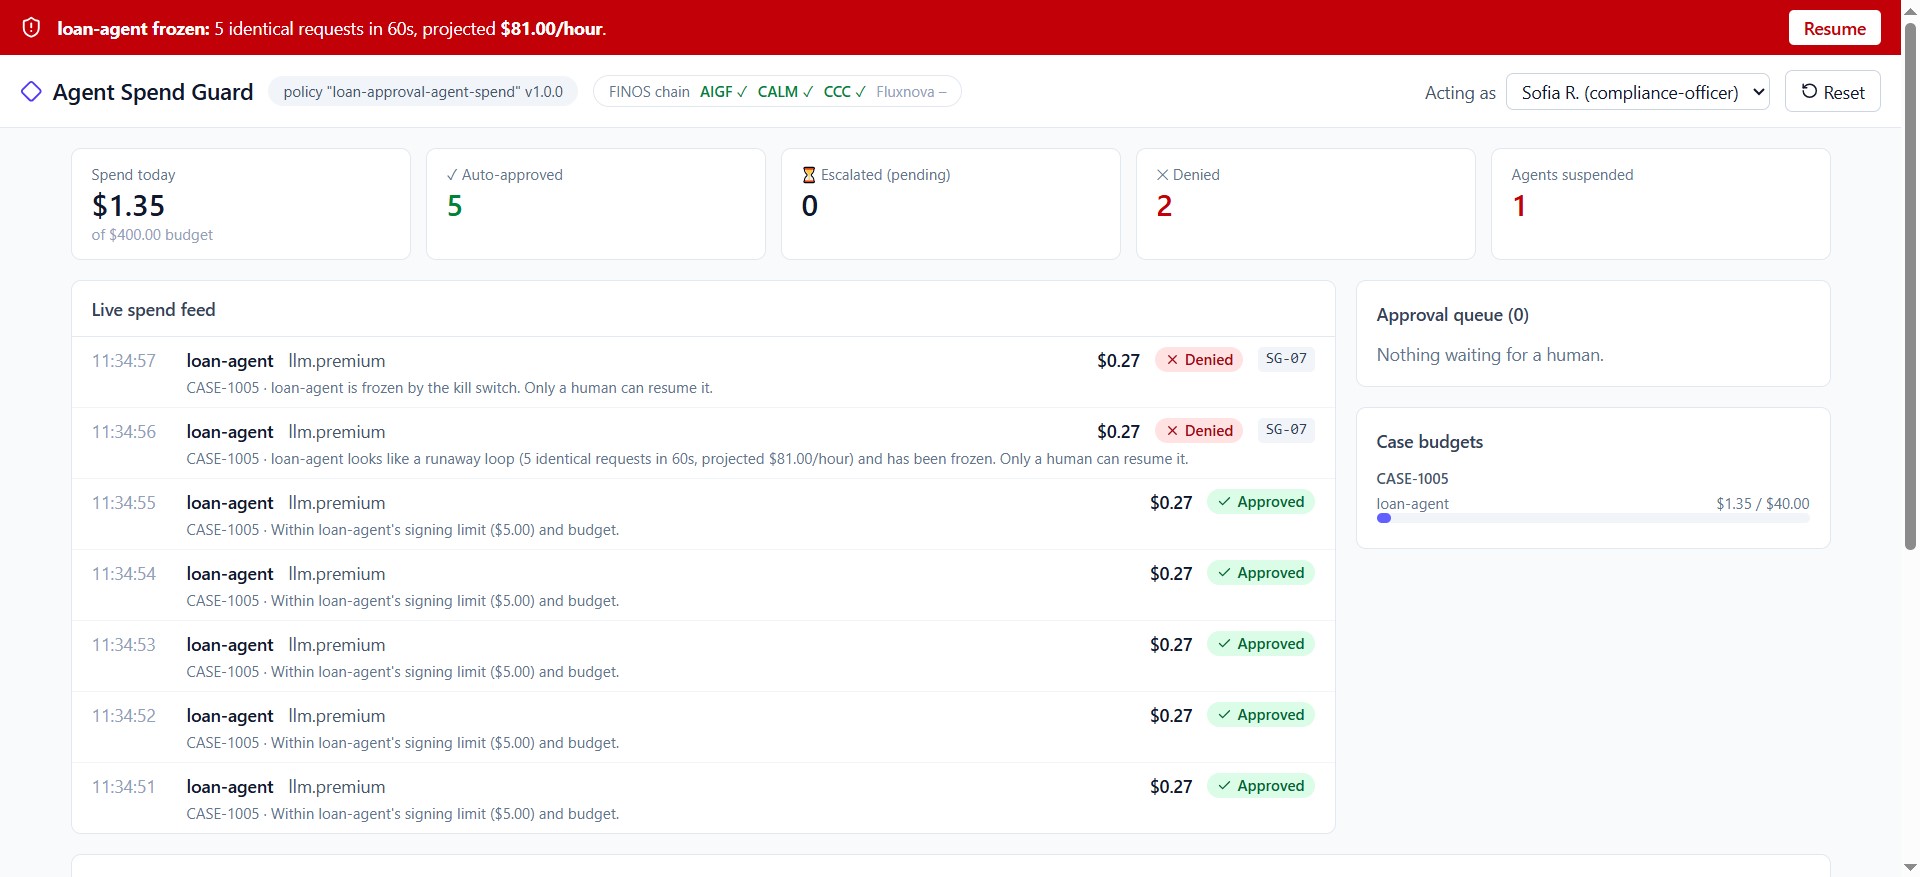 loan-agent frozen: 5 identical requests in 60s, projected $81.00/hour. Resume
Agent Spend Guard policy "loan-approval-agent-spend" v1.0.0 FINOS chain AIGF ✓ CALM ✓ CCC ✓ Fluxnova – Acting as Sofia R. (compliance-officer) Reset
Spend today
$1.35
of $400.00 budget
✓ Auto-approved
5
⏳ Escalated (pending)
0
✕ Denied
2
Agents suspended
1
Live spend feed
11:34:57 loan-agent llm.premium $0.27 ✕ Denied SG-07
CASE-1005 · loan-agent is frozen by the kill switch. Only a human can resume it.
11:34:56 loan-agent llm.premium $0.27 ✕ Denied SG-07
CASE-1005 · loan-agent looks like a runaway loop (5 identical requests in 60s, projected $81.00/hour) and has been frozen. Only a human can resume it.
11:34:55 loan-agent llm.premium $0.27 ✓ Approved
CASE-1005 · Within loan-agent's signing limit ($5.00) and budget.
11:34:54 loan-agent llm.premium $0.27 ✓ Approved
CASE-1005 · Within loan-agent's signing limit ($5.00) and budget.
11:34:53 loan-agent llm.premium $0.27 ✓ Approved
CASE-1005 · Within loan-agent's signing limit ($5.00) and budget.
11:34:52 loan-agent llm.premium $0.27 ✓ Approved
CASE-1005 · Within loan-agent's signing limit ($5.00) and budget.
11:34:51 loan-agent llm.premium $0.27 ✓ Approved
CASE-1005 · Within loan-agent's signing limit ($5.00) and budget.
Approval queue (0)
Nothing waiting for a human.
Case budgets
CASE-1005
loan-agent $1.35 / $40.00